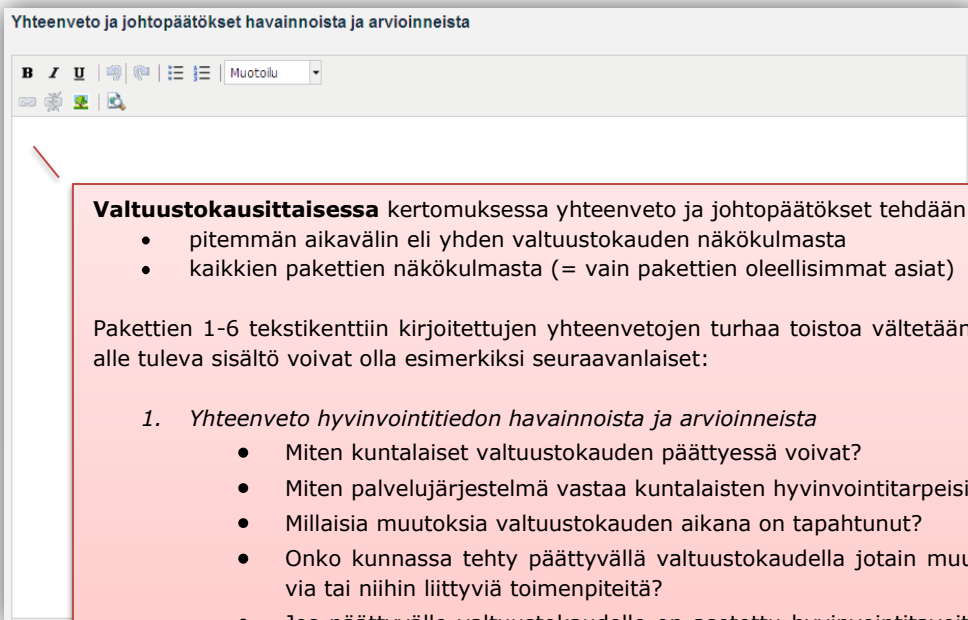 Yhteenveto ja johtopäätökset havainnoista ja arvioinneista
B I U Muotoilu
Valtuustokausittaisessa kertomuksessa yhteenveto ja johtopäätökset tehdään
• pitemmän aikavälin eli yhden valtuustokauden näkökulmasta
• kaikkien pakettien näkökulmasta (= vain pakettien oleellisimmat asiat)
Pakettien 1-6 tekstikenttiin kirjoitettujen yhteenvetojen turhaa toistoa vältetään
alle tuleva sisältö voivat olla esimerkiksi seuraavanlaiset:
1. Yhteenveto hyvinvointitiedon havainnoista ja arvioinneista
• Miten kuntalaiset valtuustokauden päättyessä voivat?
• Miten palvelujärjestelmä vastaa kuntalaisten hyvinvointitarpeisi
• Millaisia muutoksia valtuustokauden aikana on tapahtunut?
• Onko kunnassa tehty päättyvällä valtuustokaudella jotain muu
via tai niihin liittyviä toimenpiteitä?